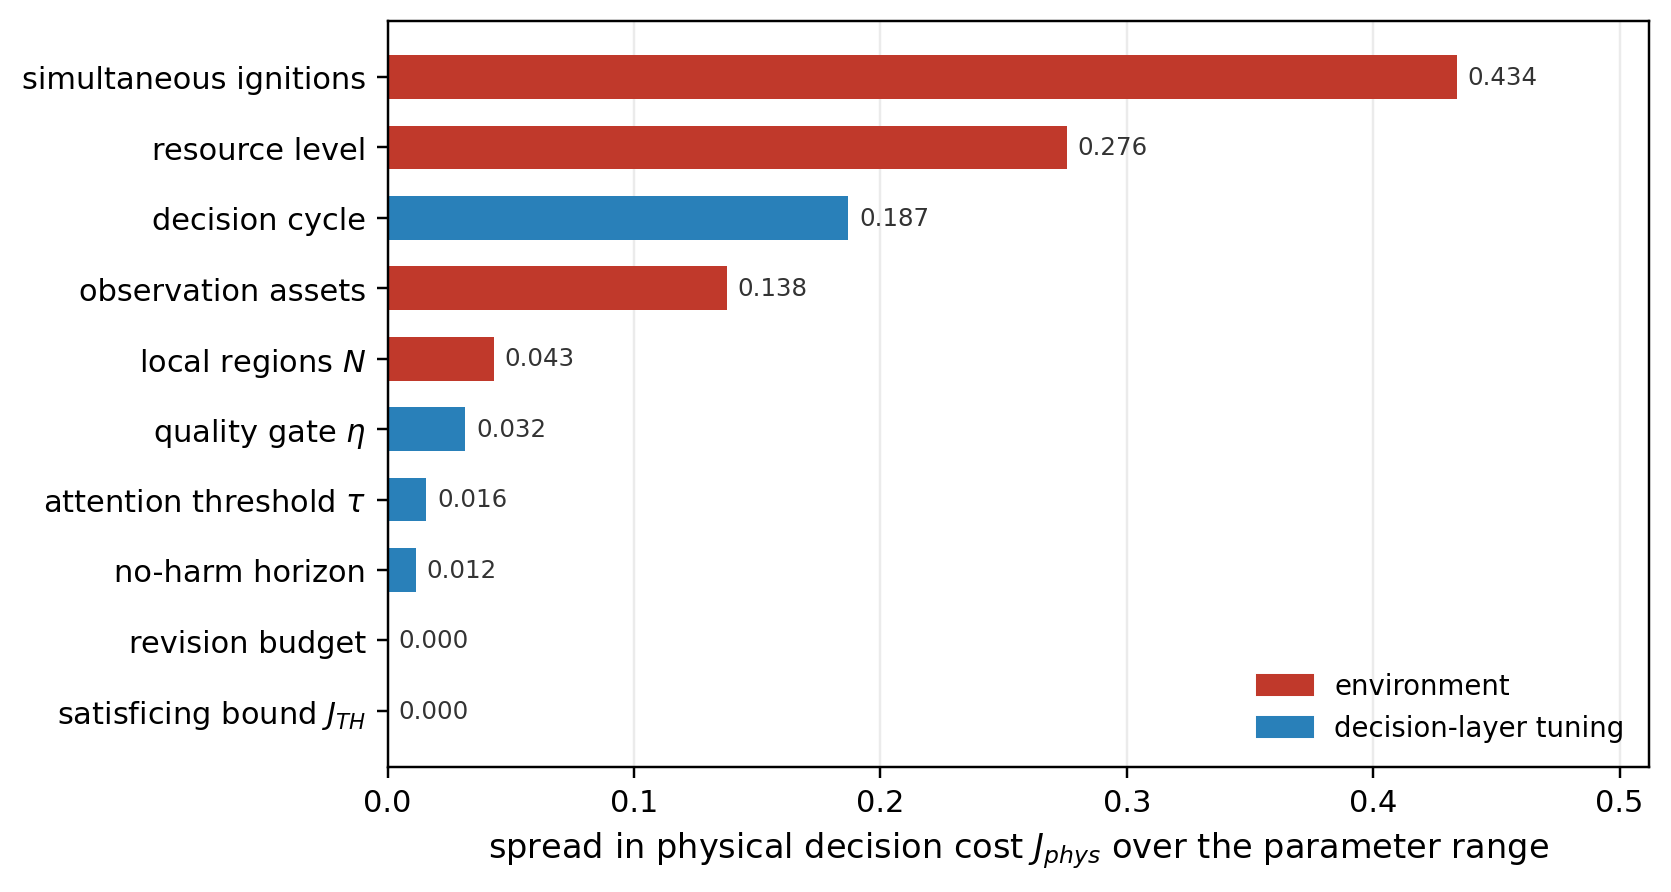 simultaneous ignitions 0.434
resource level 0.276
decision cycle 0.187
observation assets 0.138
local regions N 0.043
quality gate η 0.032
attention threshold τ 0.016
no-harm horizon 0.012
revision budget 0.000
satisficing bound J_TH 0.000
environment
decision-layer tuning
0.0 0.1 0.2 0.3 0.4 0.5
spread in physical decision cost J_phys over the parameter range